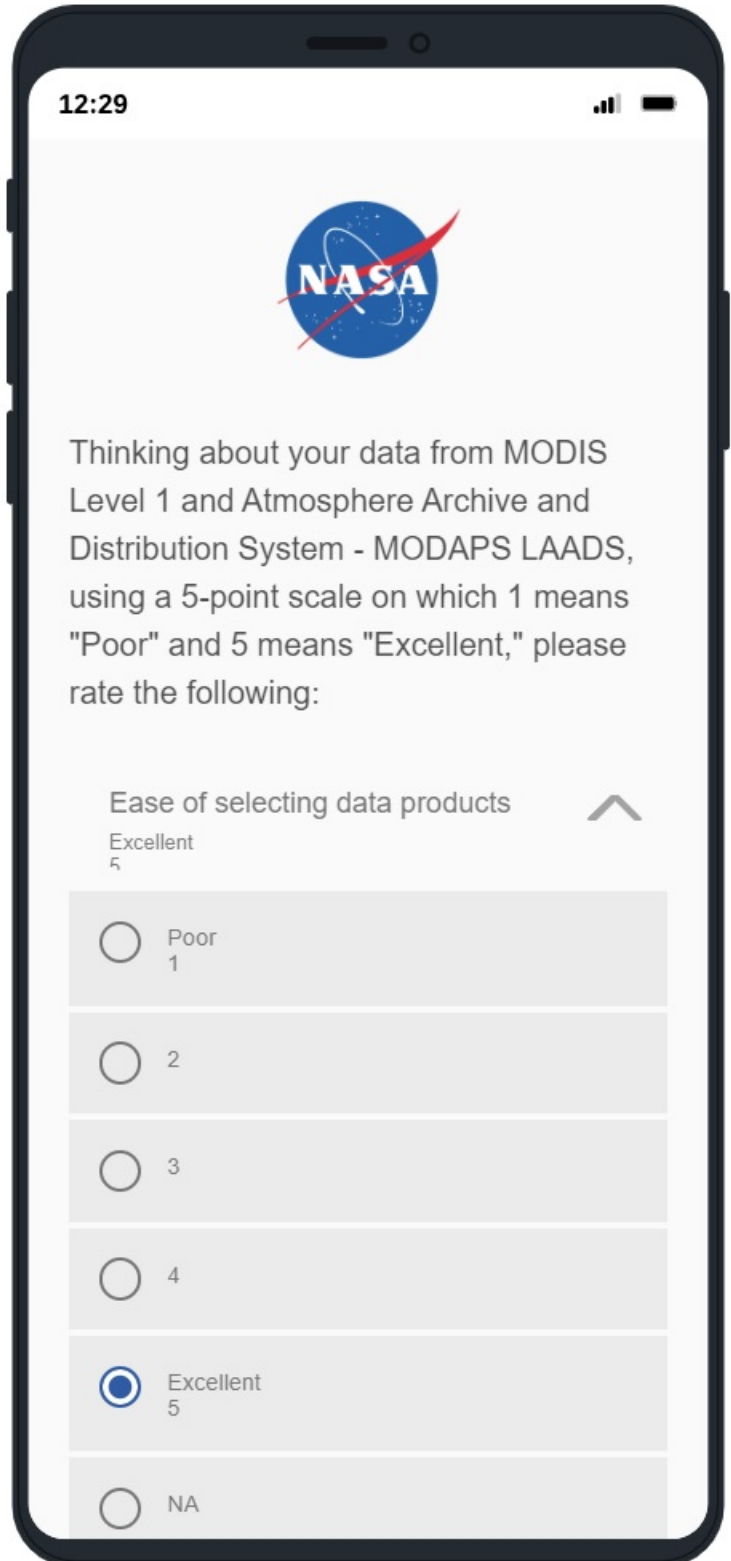 12:29
NASA
Thinking about your data from MODIS
Level 1 and Atmosphere Archive and
Distribution System - MODAPS LAADS,
using a 5-point scale on which 1 means
"Poor" and 5 means "Excellent," please
rate the following:
Ease of selecting data products
Excellent
5
Poor
1
2
3
4
Excellent
5
NA